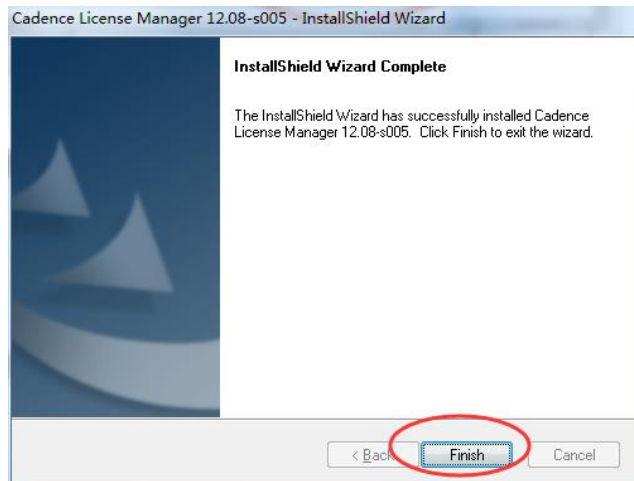 Cadence License Manager 12.08-s005 - InstallShield Wizard
InstallShield Wizard Complete
The InstallShield Wizard has successfully installed Cadence
License Manager 12.08-s005. Click Finish to exit the wizard.
< Back Finish Cancel